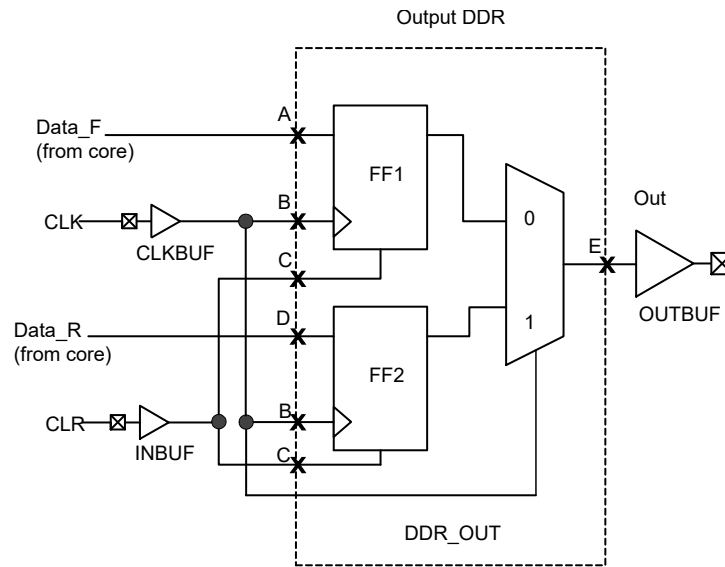 Output DDR
A
Data_F
(from core)
FF1
B
CLK
CLKBUF
C
0
Out
E
OUTBUF
D
Data_R
(from core)
1
FF2
B
CLR
INBUF
C
DDR_OUT